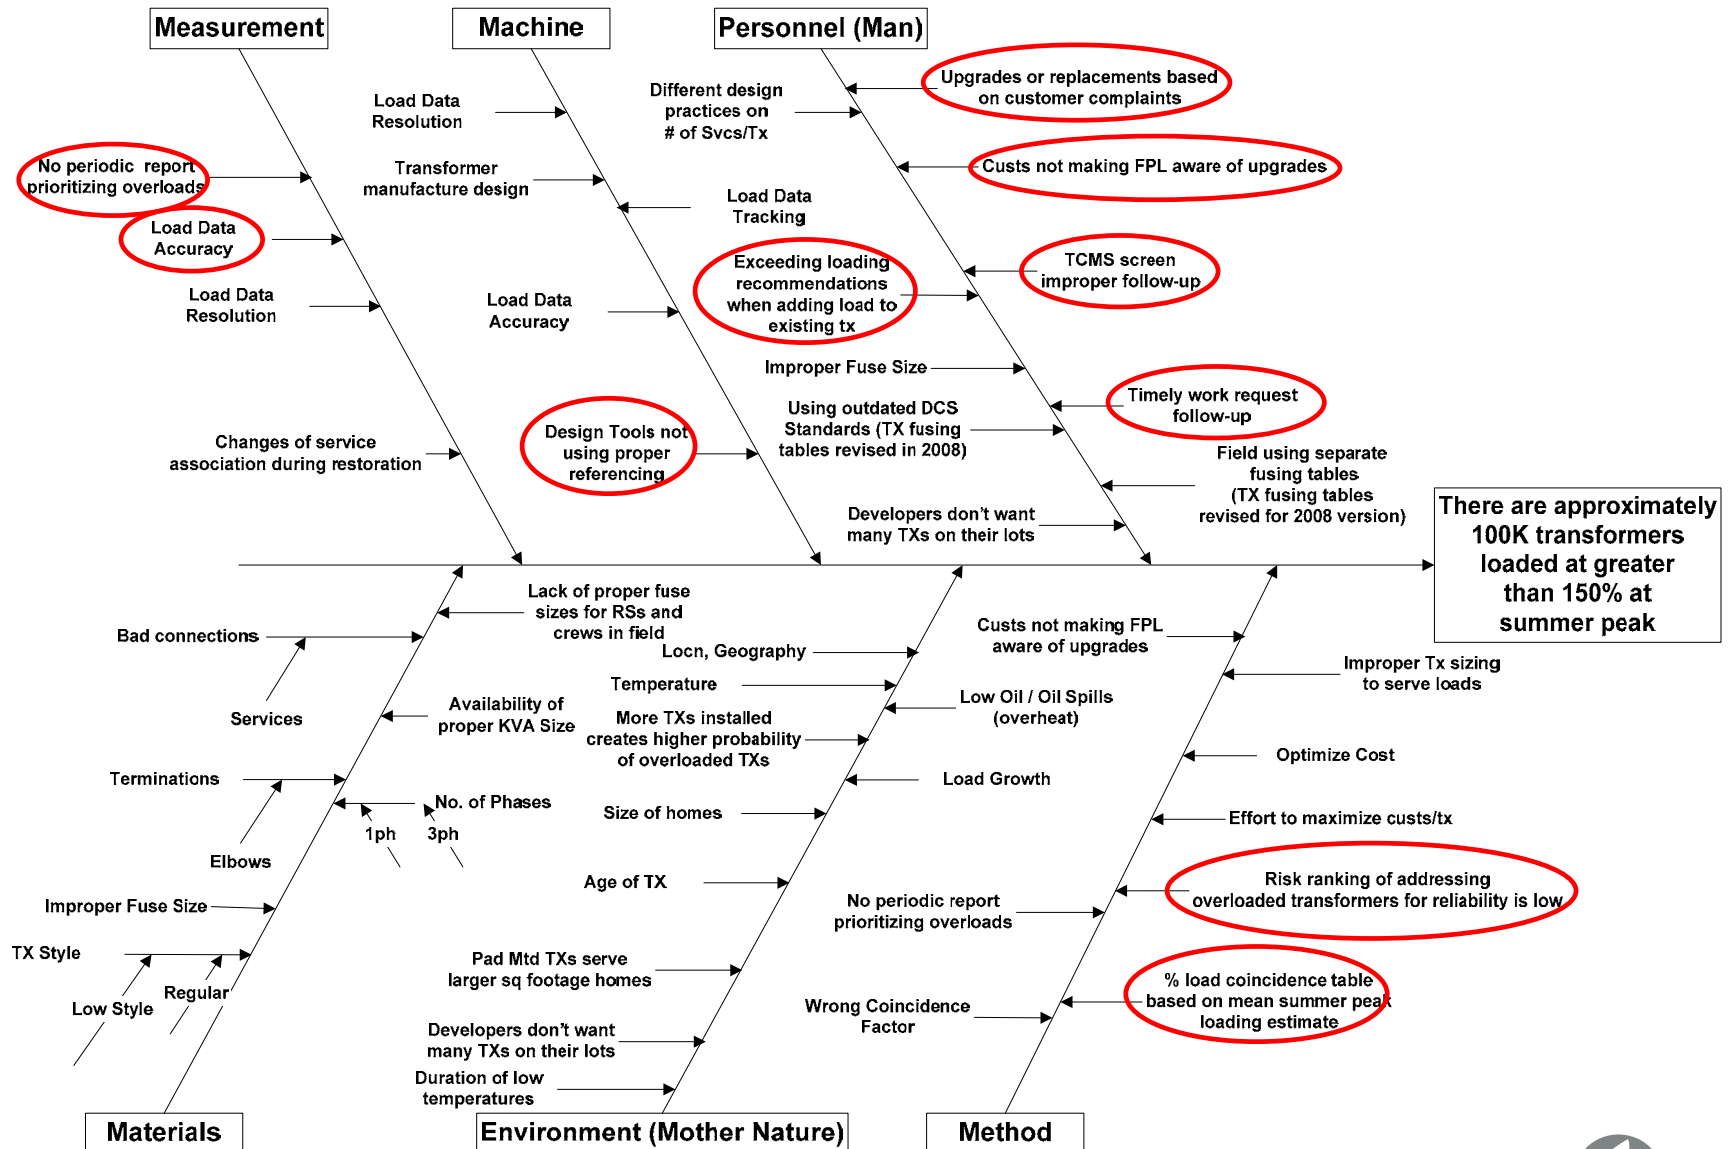 Measurement
Machine
Personnel (Man)
No periodic report
prioritizing overloads
Load Data
Accuracy
Load Data
Resolution
Changes of service
association during restoration
Load Data
Resolution
Transformer
manufacture design
Load Data
Tracking
Load Data
Accuracy
Design Tools not
using proper
referencing
Upgrades or replacements based
on customer complaints
Different design
practices on
# of Svcs/Tx
Custs not making FPL aware of upgrades
TCMS screen
improper follow-up
Exceeding loading
recommendations
when adding load to
existing tx
Improper Fuse Size
Timely work request
follow-up
Using outdated DCS
Standards (TX fusing
tables revised in 2008)
Field using separate
fusing tables
(TX fusing tables
revised for 2008 version)
Developers don't want
many TXs on their lots
There are approximately
100K transformers
loaded at greater
than 150% at
summer peak
Lack of proper fuse
sizes for RSs and
crews in field
Bad connections
Services
Availability of
proper KVA Size
Terminations
Elbows
No. of Phases
1ph
3ph
Improper Fuse Size
TX Style
Low Style
Regular
Locn, Geography
Temperature
Low Oil / Oil Spills
(overheat)
More TXs installed
creates higher probability
of overloaded TXs
Load Growth
Size of homes
Age of TX
Pad Mtd TXs serve
larger sq footage homes
Developers don't want
many TXs on their lots
Duration of low
temperatures
Custs not making FPL
aware of upgrades
Improper Tx sizing
to serve loads
Optimize Cost
Effort to maximize custs/tx
Risk ranking of addressing
overloaded transformers for reliability is low
No periodic report
prioritizing overloads
% load coincidence table
based on mean summer peak
loading estimate
Wrong Coincidence
Factor
Materials
Environment (Mother Nature)
Method